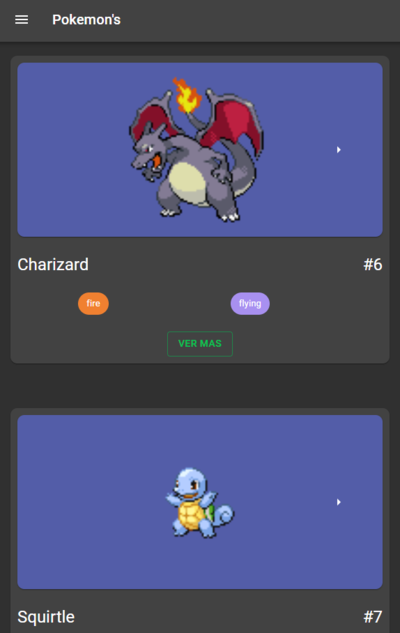 Pokemon's
Charizard #6
fire flying
VER MAS
Squirtle #7